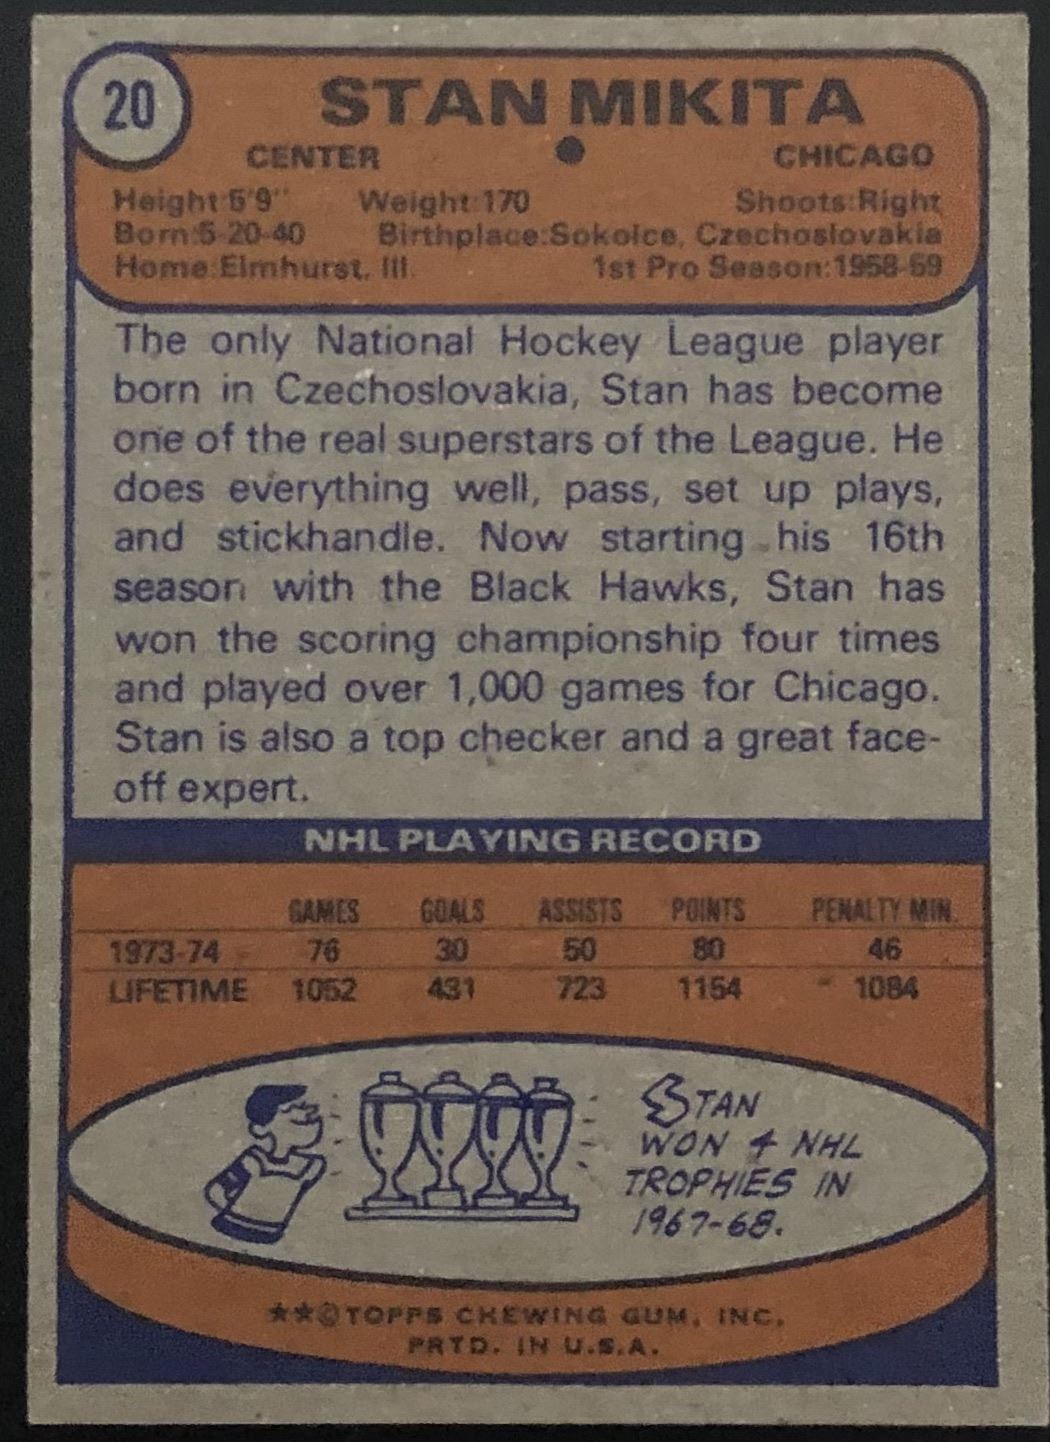 20
STAN MIKITA
CENTER • CHICAGO
Height:5'9" Weight:170 Shoots:Right
Born:5-20-40 Birthplace:Sokolce, Czechoslovakia
Home:Elmhurst, Ill. 1st Pro Season:1958-59
The only National Hockey League player
born in Czechoslovakia, Stan has become
one of the real superstars of the League. He
does everything well, pass, set up plays,
and stickhandle. Now starting his 16th
season with the Black Hawks, Stan has
won the scoring championship four times
and played over 1,000 games for Chicago.
Stan is also a top checker and a great face-
off expert.
NHL PLAYING RECORD
GAMES GOALS ASSISTS POINTS PENALTY MIN.
1973-74 76 30 50 80 46
LIFETIME 1052 431 723 1154 1084
STAN
WON 4 NHL
TROPHIES IN
1967-68.
★★©TOPPS CHEWING GUM, INC.
PRTD. IN U.S.A.